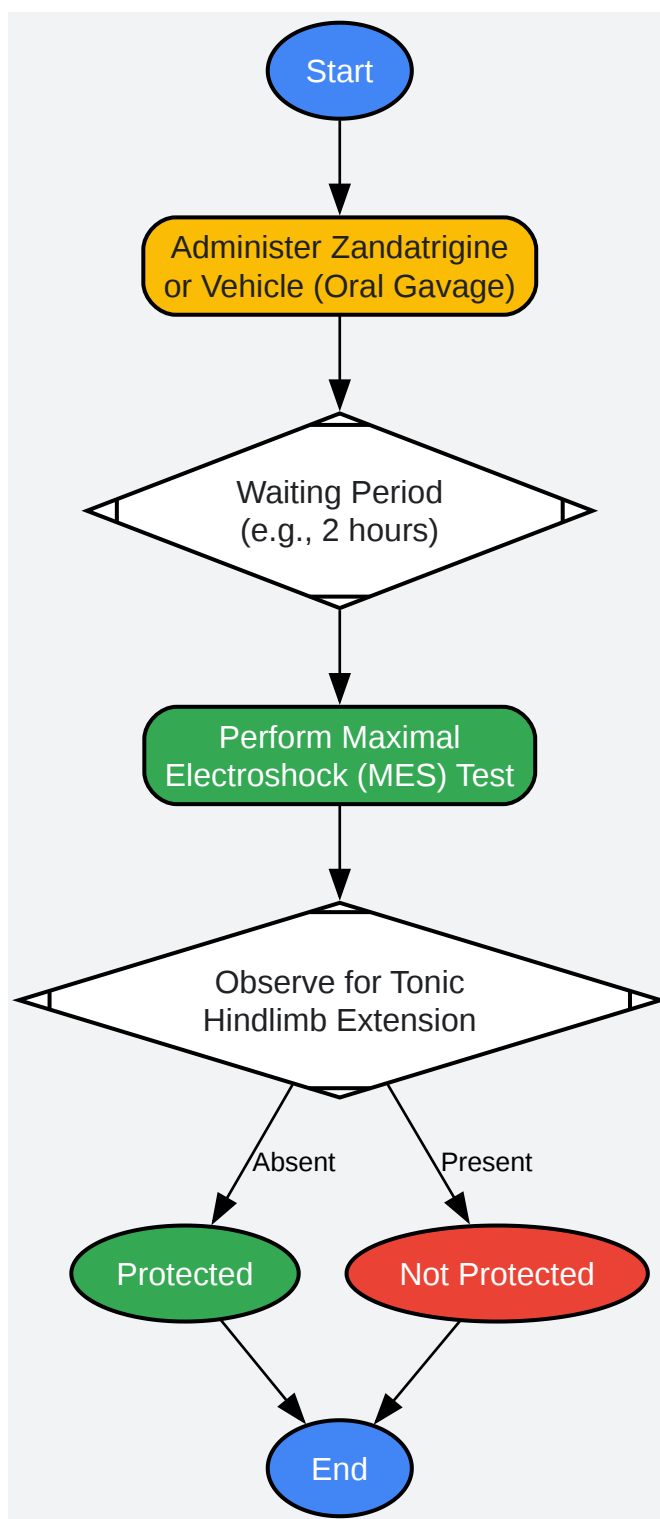 Start
Administer Zandatrigine
or Vehicle (Oral Gavage)
Waiting Period
(e.g., 2 hours)
Perform Maximal
Electroshock (MES) Test
Observe for Tonic
Hindlimb Extension
Absent
Present
Protected
Not Protected
End